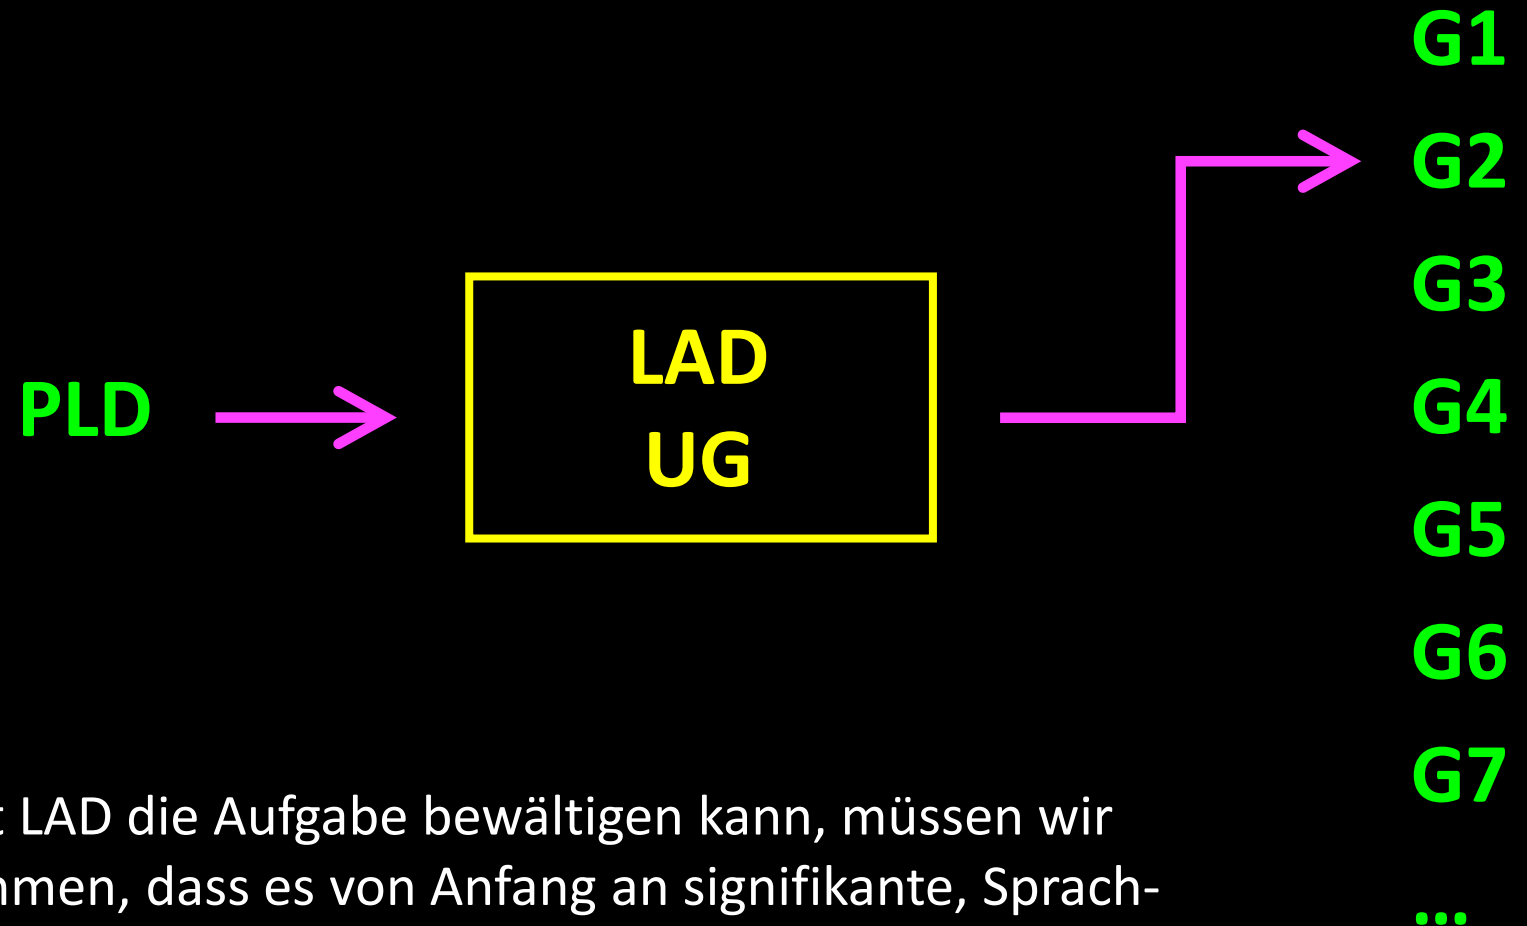 G1
G2
G3
LAD
PLD
G4
UG
G5
G6
G7
LAD die Aufgabe bewältigen kann, müssen wir
dass es von Anfang an signifikante, Sprach-
...